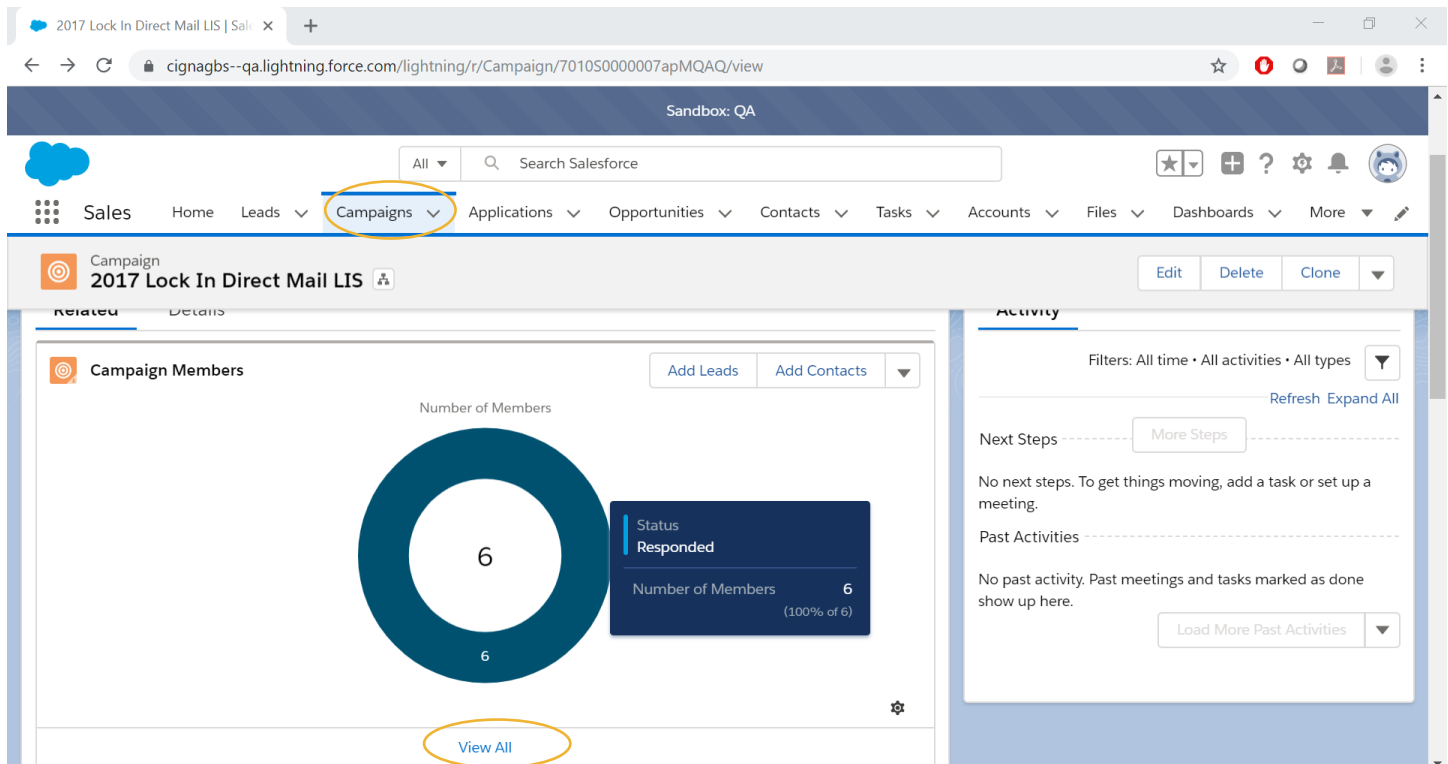 2017 Lock In Direct Mail LIS | Sale
cignagbs--qa.lightning.force.com/lightning/r/Campaign/7010S0000007apMQAQ/view
Sandbox: QA
All Search Salesforce
Sales Home Leads Campaigns Applications Opportunities Contacts Tasks Accounts Files Dashboards More
Campaign
2017 Lock In Direct Mail LIS
Edit Delete Clone
Related Details
Activity
Campaign Members
Add Leads Add Contacts
Number of Members
6
6
Status
Responded
Number of Members 6
(100% of 6)
View All
Filters: All time • All activities • All types
Refresh Expand All
Next Steps
More Steps
No next steps. To get things moving, add a task or set up a
meeting.
Past Activities
No past activity. Past meetings and tasks marked as done
show up here.
Load More Past Activities